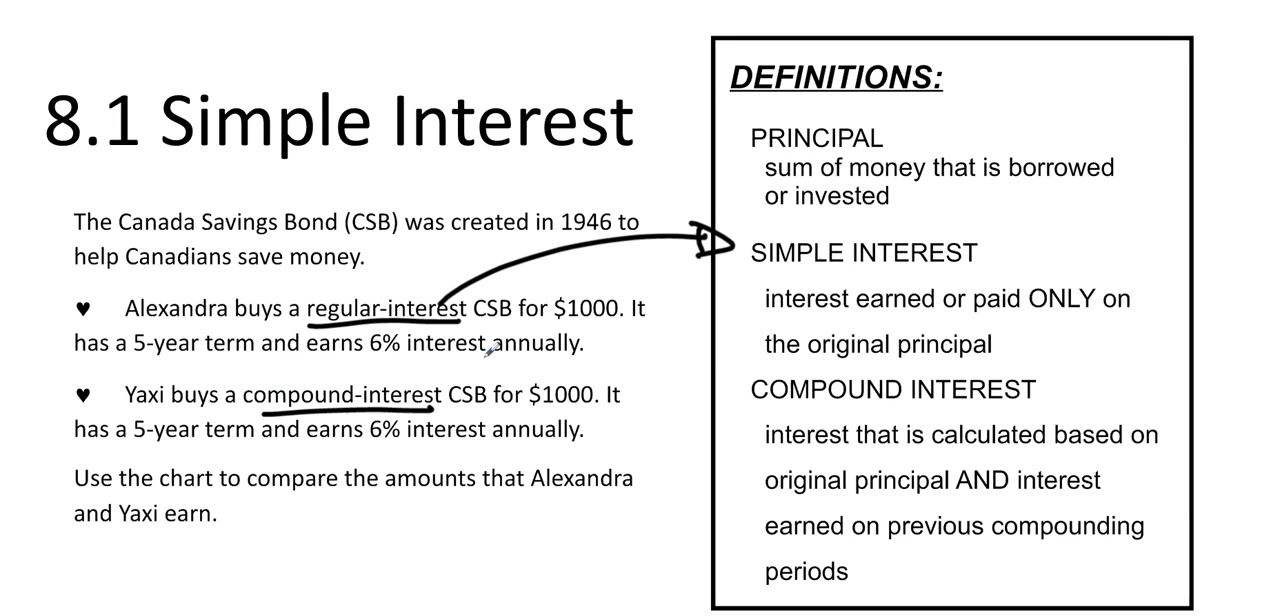 8.1 Simple Interest
The Canada Savings Bond (CSB) was created in 1946 to
help Canadians save money.
♥ Alexandra buys a regular-interest CSB for $1000. It
has a 5-year term and earns 6% interest annually.
♥ Yaxi buys a compound-interest CSB for $1000. It
has a 5-year term and earns 6% interest annually.
Use the chart to compare the amounts that Alexandra
and Yaxi earn.
DEFINITIONS:
PRINCIPAL
sum of money that is borrowed
or invested
SIMPLE INTEREST
interest earned or paid ONLY on
the original principal
COMPOUND INTEREST
interest that is calculated based on
original principal AND interest
earned on previous compounding
periods